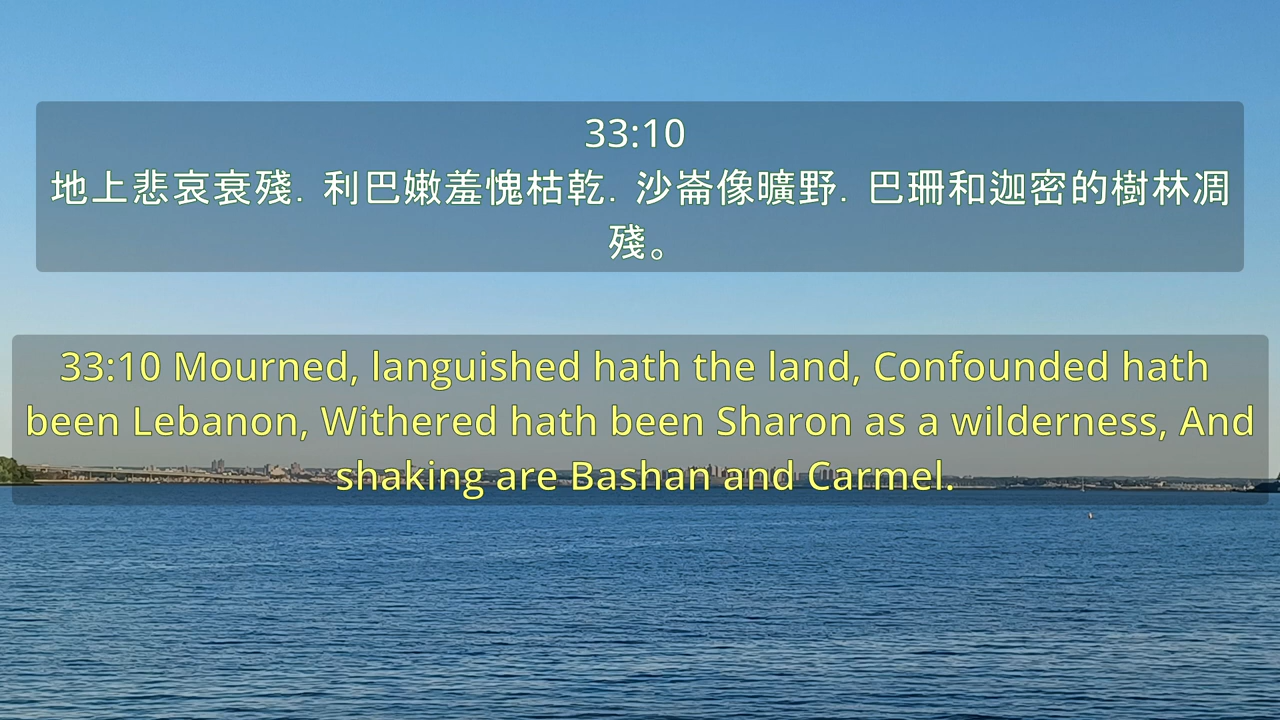 33:10
地上悲哀衰殘. 利巴嫩羞愧枯乾. 沙崙像曠野. 巴珊和迦密的樹林凋
殘。
33:10 Mourned, languished hath the land, Confounded hath
been Lebanon, Withered hath been Sharon as a wilderness, And
shaking are Bashan and Carmel.